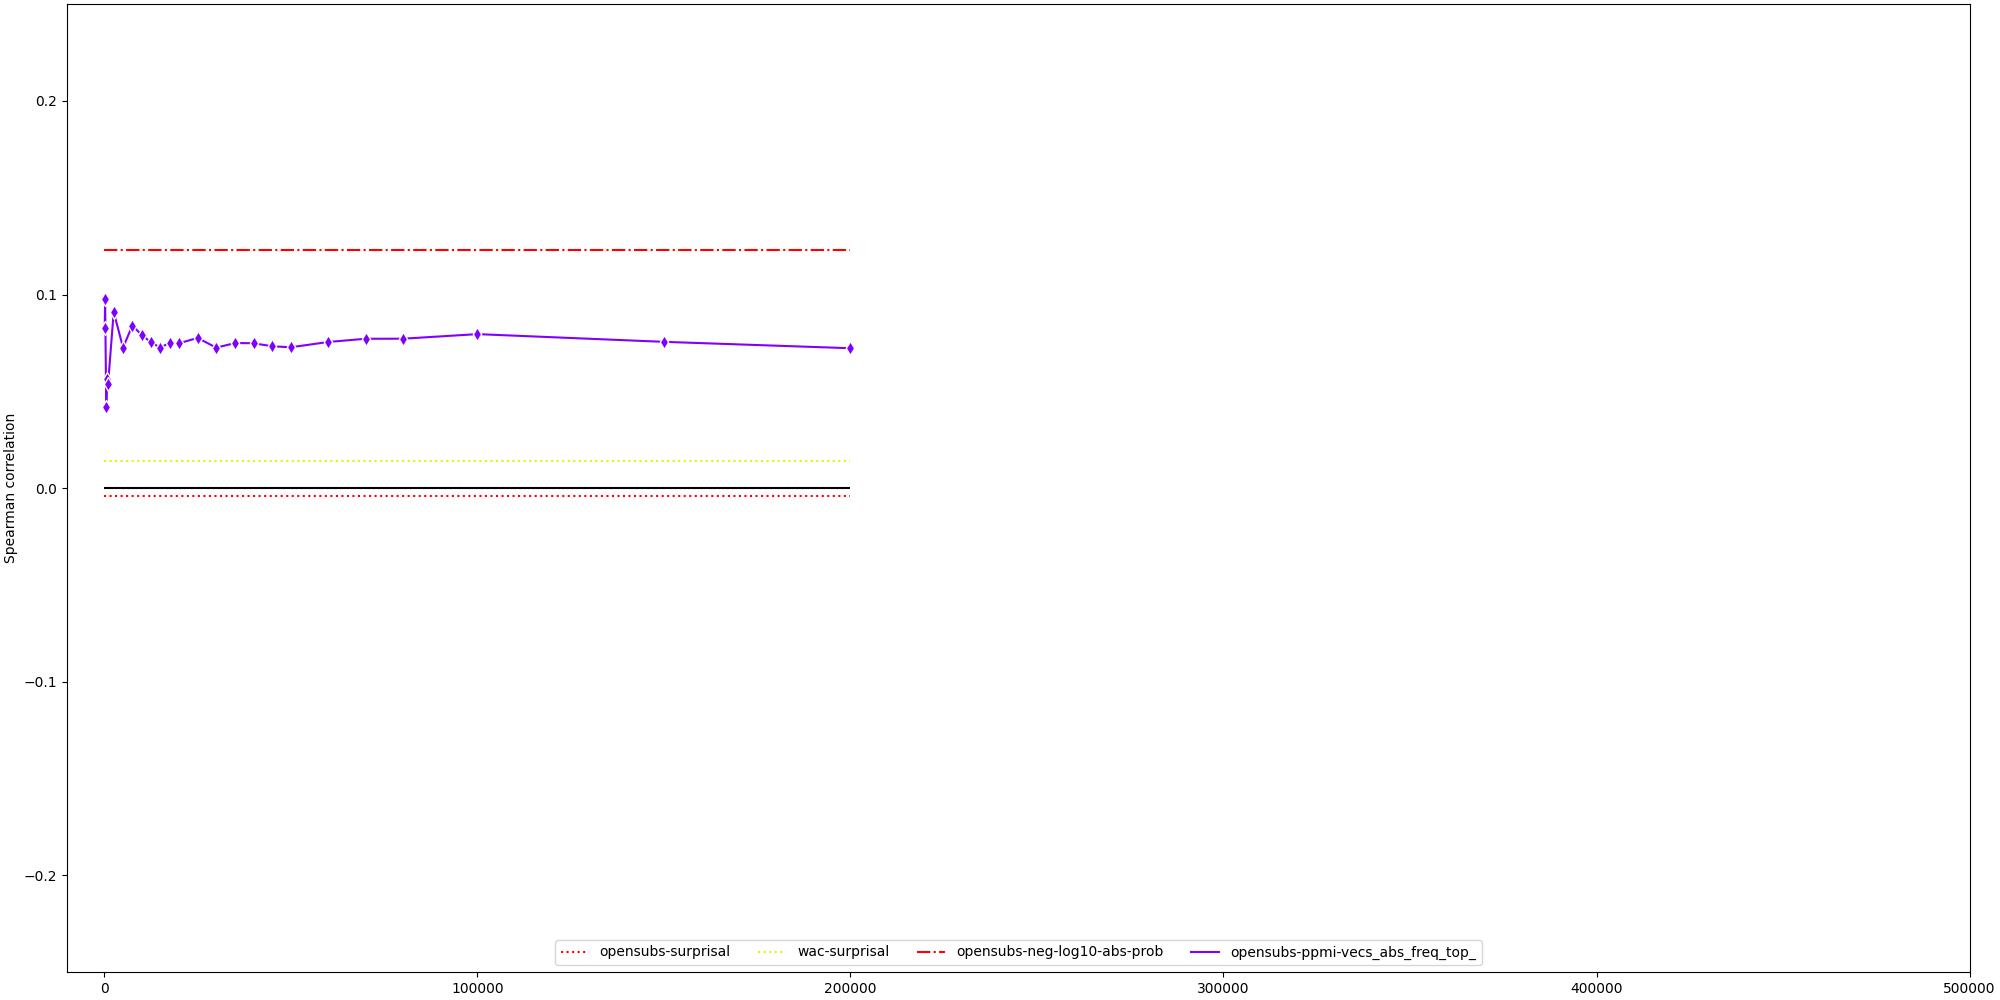 0.2
0.1
0.0
−0.1
−0.2
Spearman correlation
opensubs-surprisal wac-surprisal opensubs-neg-log10-abs-prob opensubs-ppmi-vecs_abs_freq_top_
0 100000 200000 300000 400000 500000